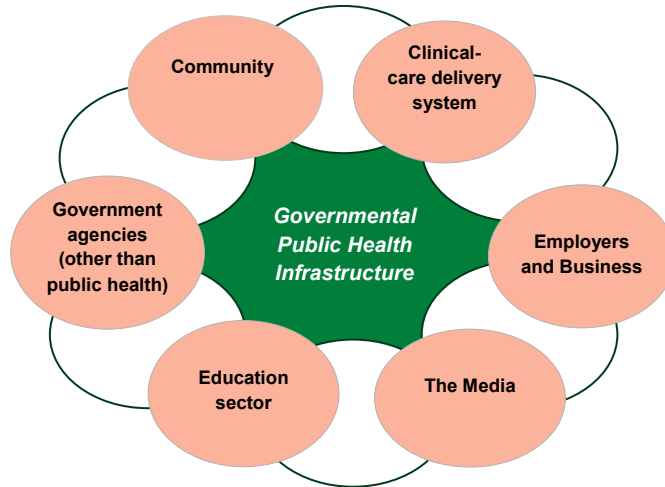 Community
Clinical-
care delivery
system
Government
agencies
(other than
public health)
Governmental
Public Health
Infrastructure
Employers
and Business
Education
sector
The Media